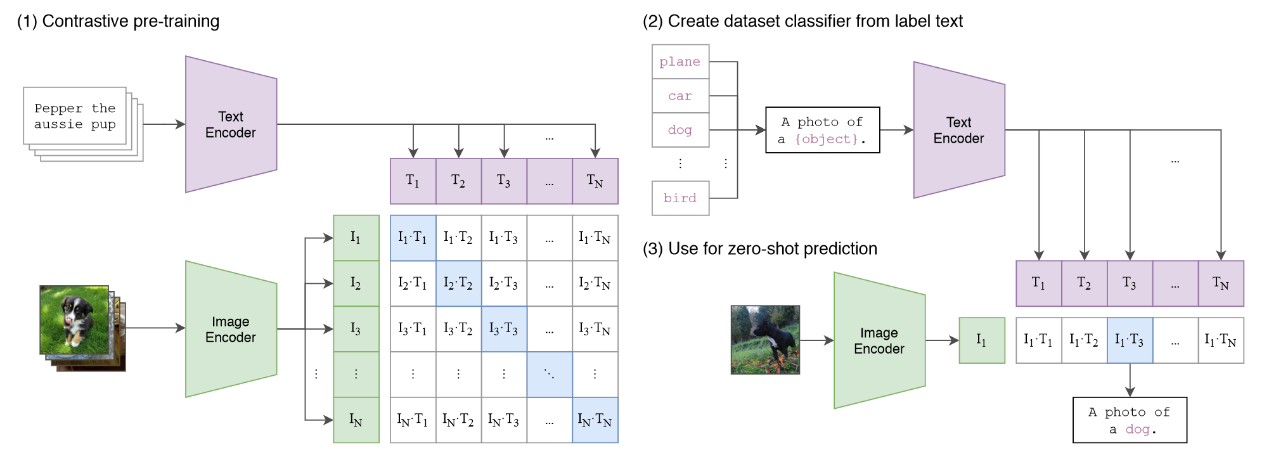 (1) Contrastive pre-training
Pepper the
aussie pup
Text
Encoder
...
T1 T2 T3 ... TN
Image
Encoder
I1 I1·T1 I1·T2 I1·T3 ... I1·TN
I2 I2·T1 I2·T2 I2·T3 ... I2·TN
I3 I3·T1 I3·T2 I3·T3 ... I3·TN
⋮ ⋮ ⋮ ⋮ ⋮ ⋱ ⋮
IN IN·T1 IN·T2 IN·T3 ... IN·TN
(2) Create dataset classifier from label text
plane
car
dog
⋮ ⋮
bird
A photo of
a {object}.
Text
Encoder
...
(3) Use for zero-shot prediction
T1 T2 T3 ... TN
Image
Encoder
I1 I1·T1 I1·T2 I1·T3 ... I1·TN
A photo of
a dog.